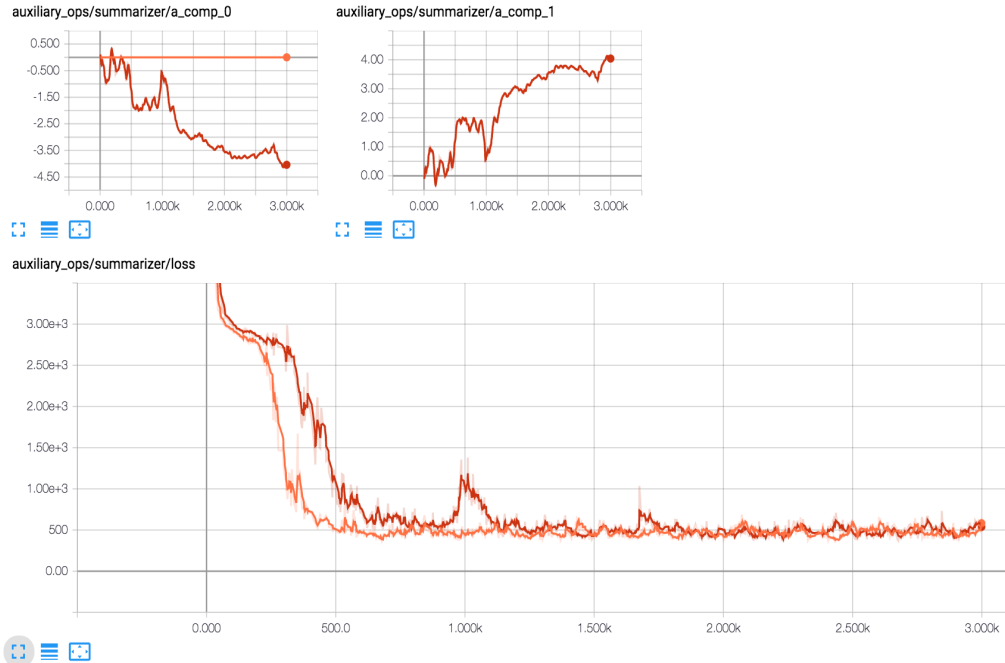 auxiliary_ops/summarizer/a_comp_0
0.500
-0.500
-1.50
-2.50
-3.50
-4.50
0.000 1.000k 2.000k 3.000k
auxiliary_ops/summarizer/a_comp_1
4.00
3.00
2.00
1.00
0.00
0.000 1.000k 2.000k 3.000k
auxiliary_ops/summarizer/loss
3.00e+3
2.50e+3
2.00e+3
1.50e+3
1.00e+3
500
0.00
0.000 500.0 1.000k 1.500k 2.000k 2.500k 3.000k